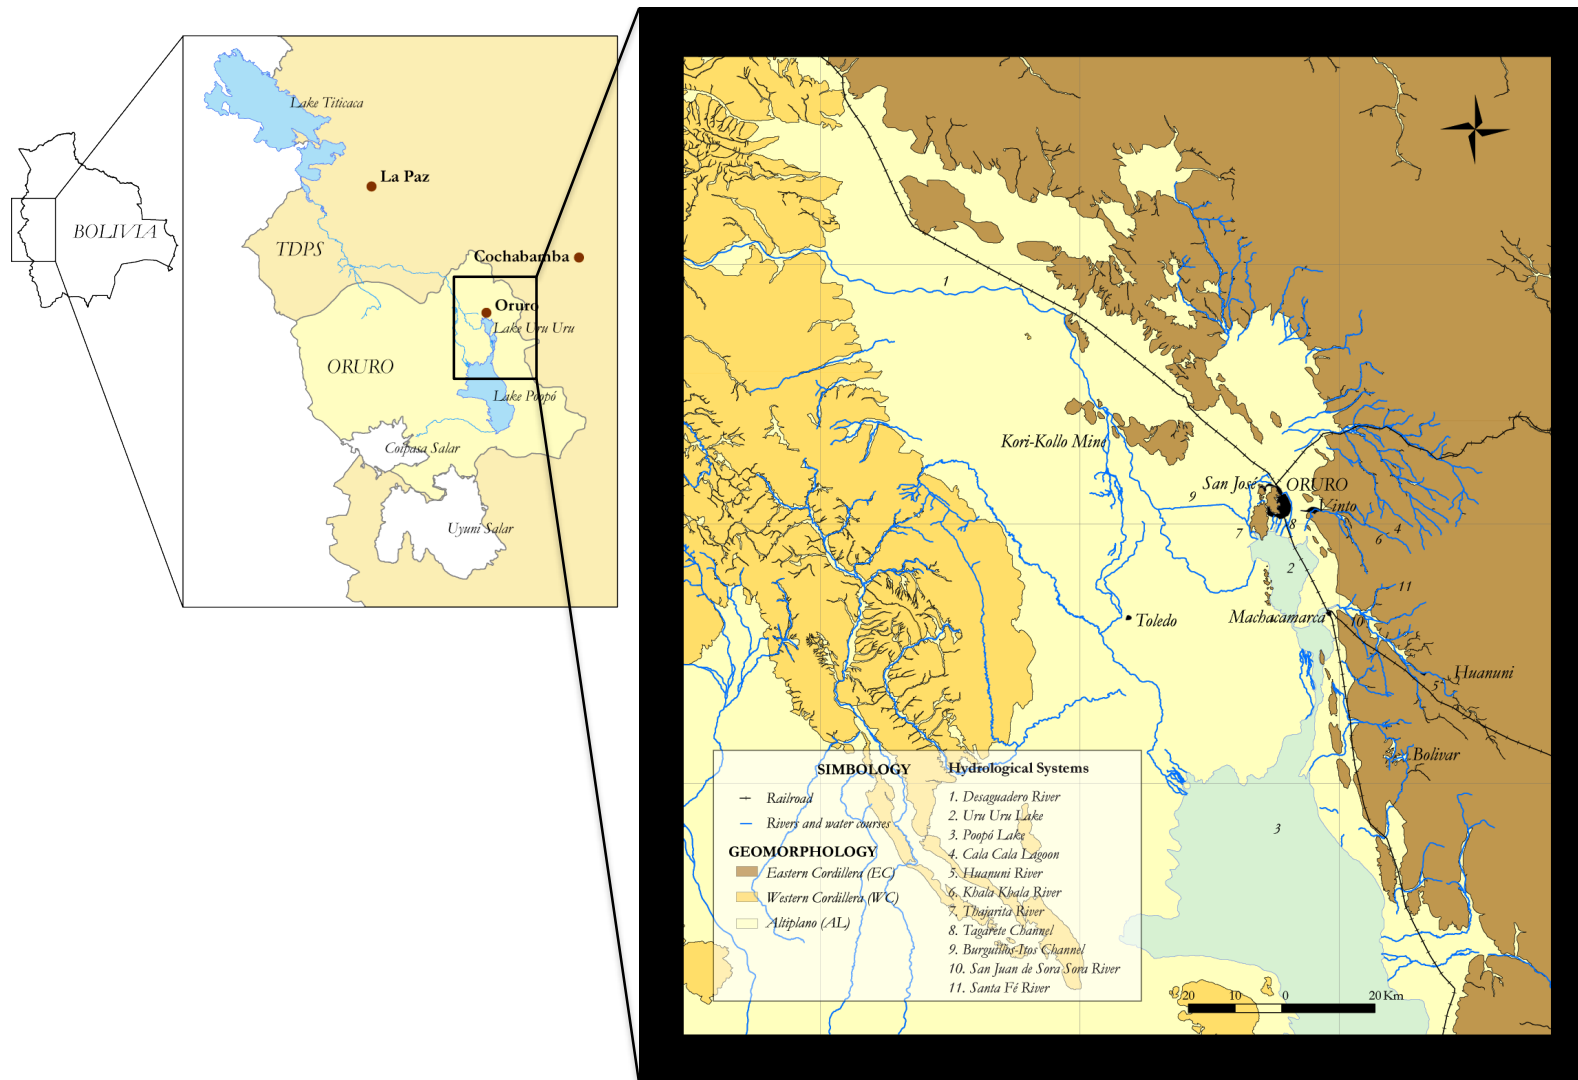 BOLIVIA
Lake Titicaca
La Paz
TDPS
Cochabamba
Oruro
Lake Uru Uru
ORURO
Lake Poopó
Coipasa Salar
Uyuni Salar
1
Kori-Kollo Mine
San José
ORURO
9
Vinto
8
7
4
6
2
11
Machacamarca
10
Toledo
Huanuni
5
Bolivar
3
SIMBOLOGY
Railroad
Rivers and water courses
GEOMORPHOLOGY
Eastern Cordillera (EC)
Western Cordillera (WC)
Altiplano (AL)
Hydrological Systems
1. Desaguadero River
2. Uru Uru Lake
3. Poopó Lake
4. Cala Cala Lagoon
5. Huanuni River
6. Khala Khala River
7. Thajarita River
8. Tagarete Channel
9. Burguillos-Itos Channel
10. San Juan de Sora Sora River
11. Santa Fé River
20 10 0 20 Km